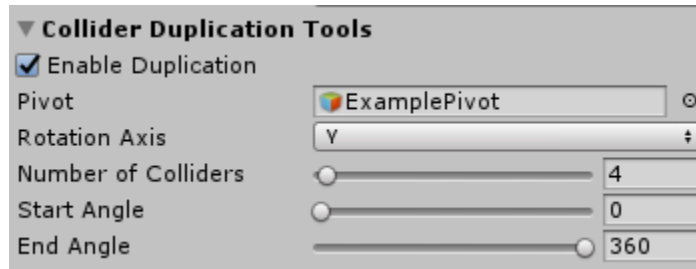 Collider Duplication Tools
Enable Duplication
Pivot ExamplePivot
Rotation Axis Y
Number of Colliders 4
Start Angle 0
End Angle 360